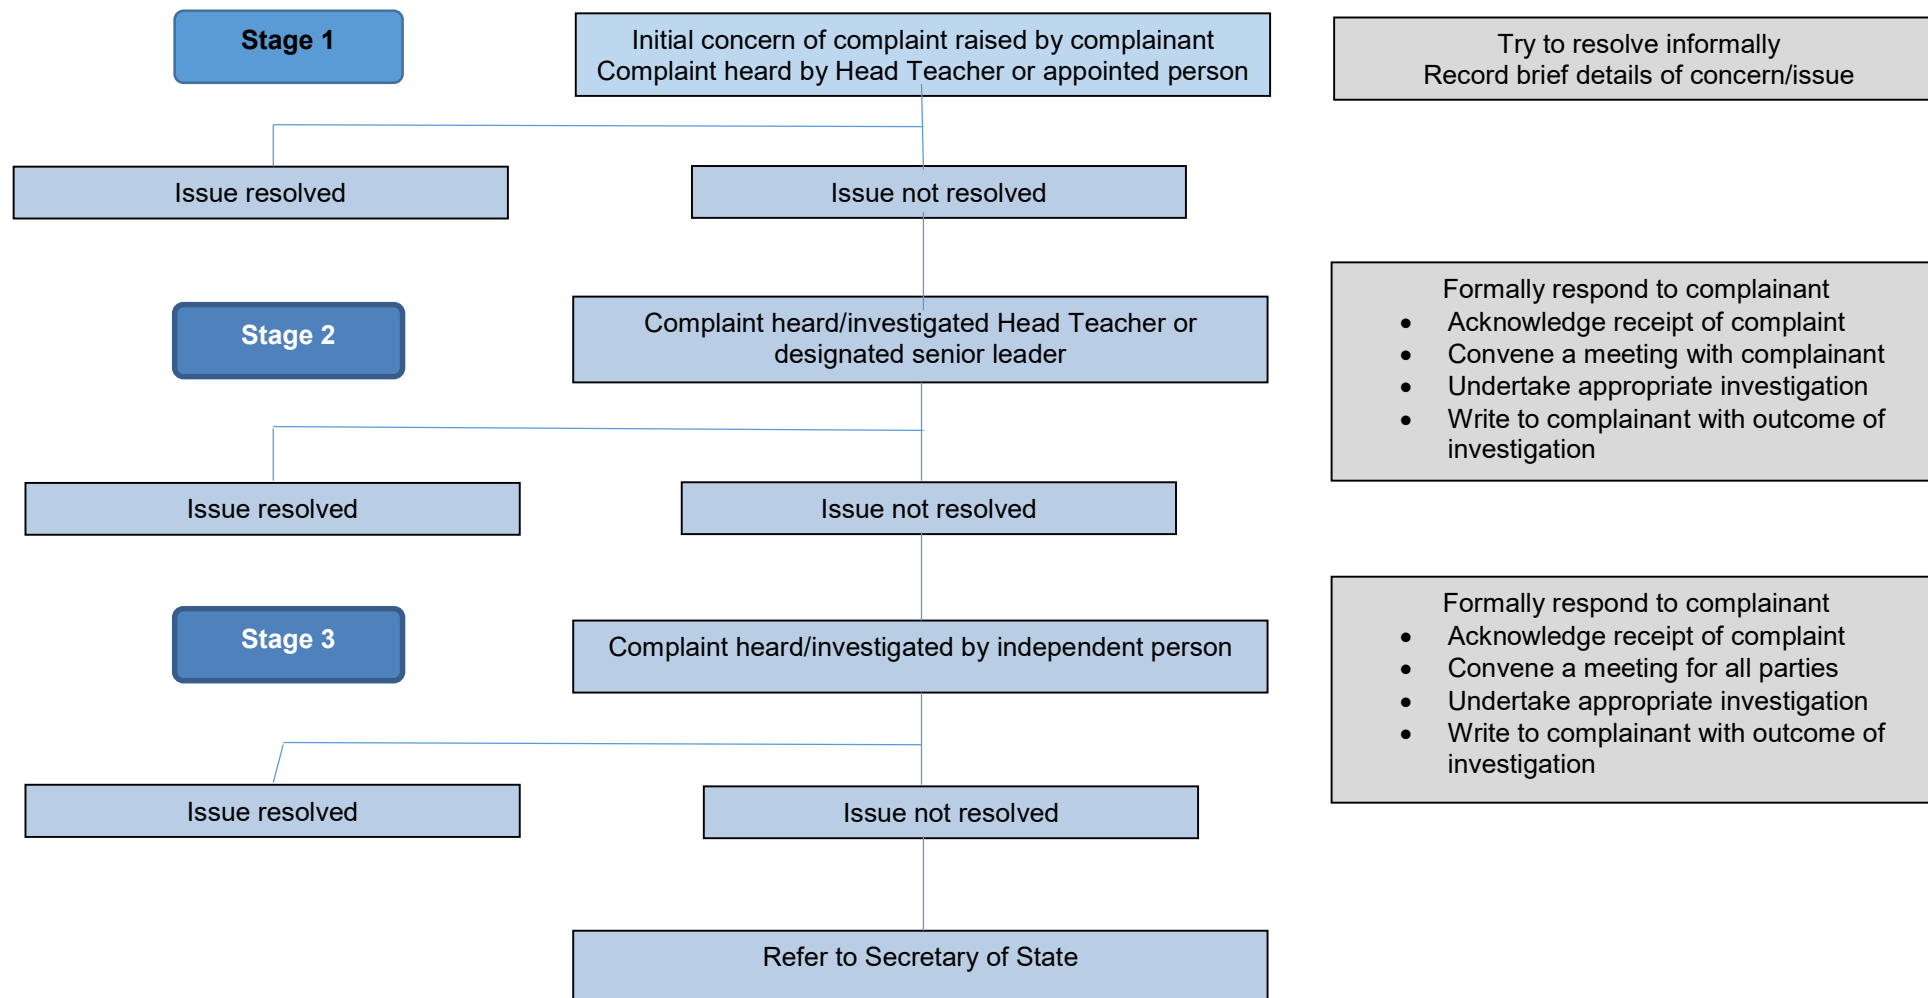 Stage 1
Initial concern of complaint raised by complainant
Complaint heard by Head Teacher or appointed person
Try to resolve informally
Record brief details of concern/issue
Issue resolved
Issue not resolved
Stage 2
Complaint heard/investigated Head Teacher or
designated senior leader
Formally respond to complainant
• Acknowledge receipt of complaint
• Convene a meeting with complainant
• Undertake appropriate investigation
• Write to complainant with outcome of
investigation
Issue resolved
Issue not resolved
Stage 3
Complaint heard/investigated by independent person
Formally respond to complainant
• Acknowledge receipt of complaint
• Convene a meeting for all parties
• Undertake appropriate investigation
• Write to complainant with outcome of
investigation
Issue resolved
Issue not resolved
Refer to Secretary of State